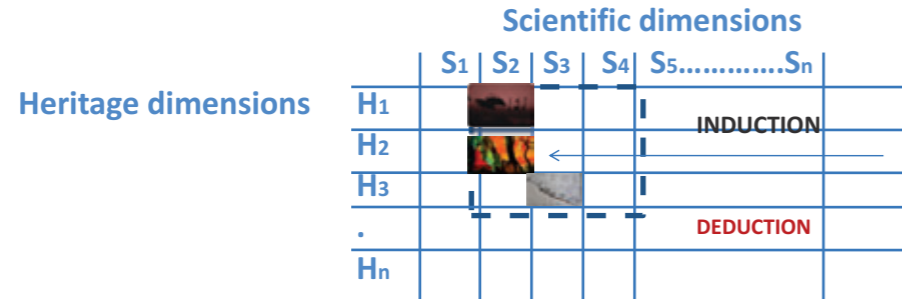 Scientific dimensions
S1 S2 S3 S4 S5.............Sn
Heritage dimensions
H1
INDUCTION
H2
H3
.
DEDUCTION
Hn